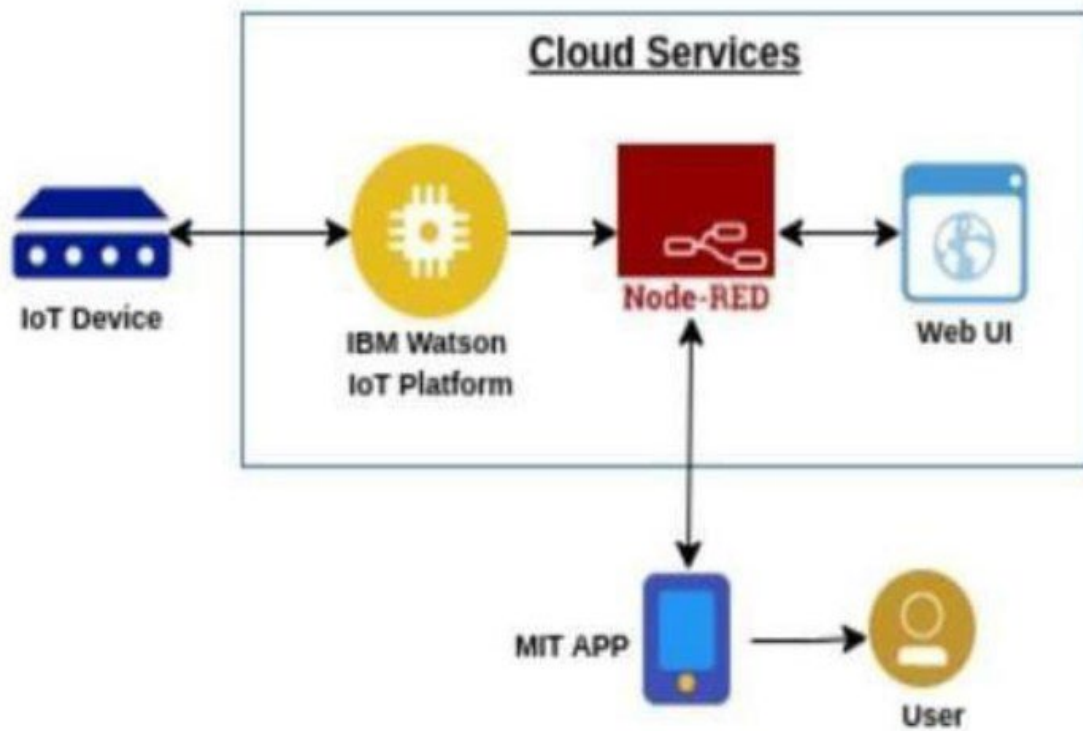 Cloud Services
IoT Device
IBM Watson
IoT Platform
Node-RED
Web UI
MIT APP
User